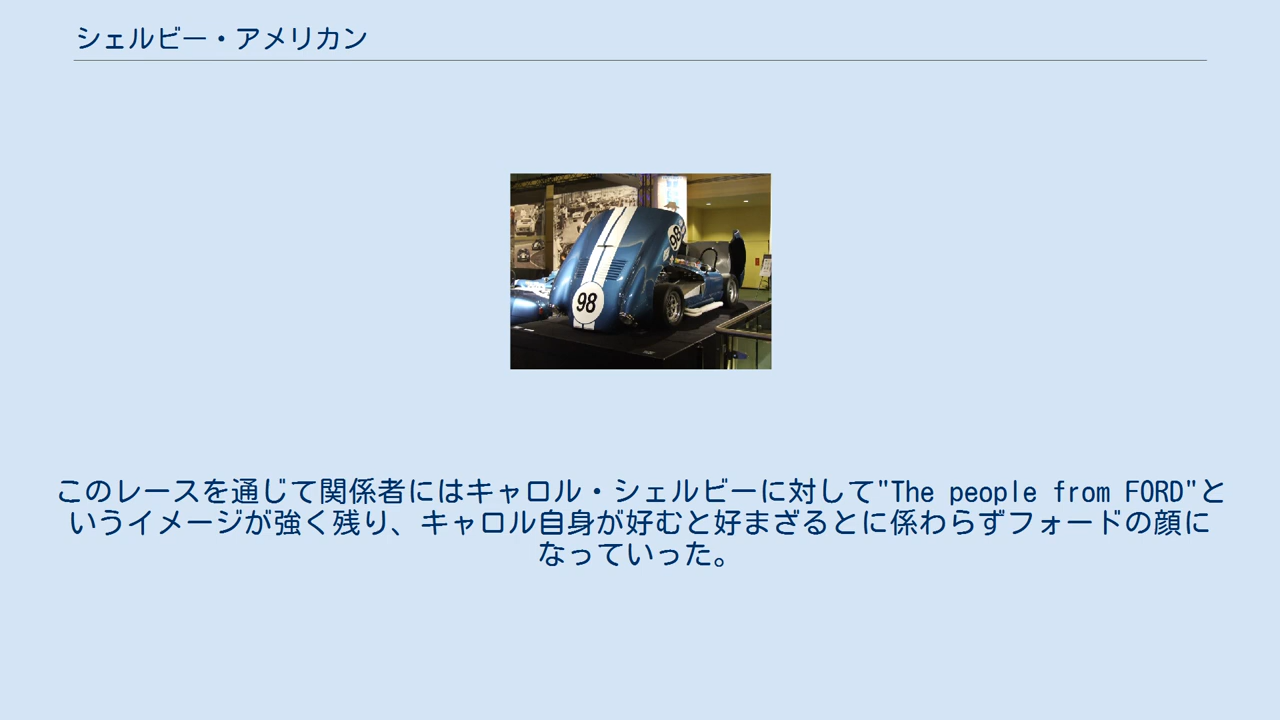 シェルビー・アメリカン
98
98
このレースを通じて関係者にはキャロル・シェルビーに対して"The people from FORD"と
いうイメージが強く残り、キャロル自身が好むと好まざるとに係わらずフォードの顔に
なっていった。